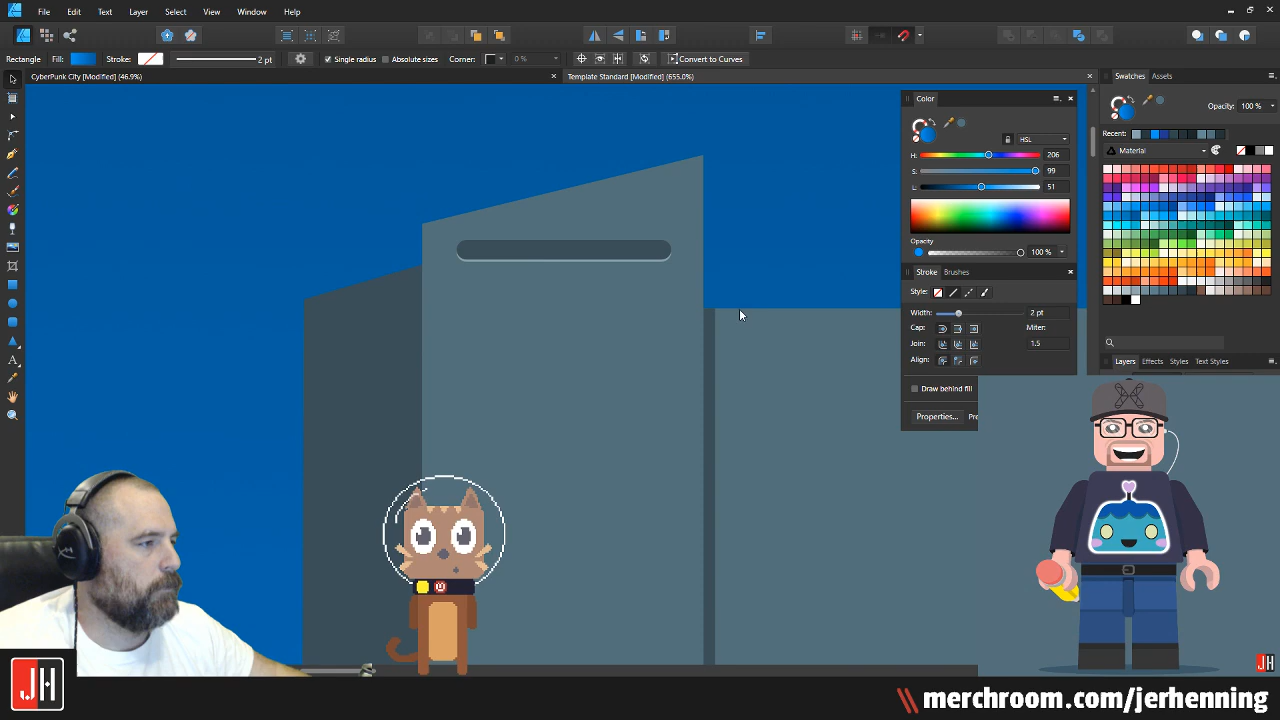 File Edit Text Layer Select View Window Help
Rectangle Fill: Stroke: 2 pt Single radius Absolute sizes Corner: 0 % Convert to Curves
CyberPunk City [Modified] (46.9%) Template Standard [Modified] (655.0%)
Swatches Assets
Color
Opacity: 100 %
HSL
Recent:
H: 206
Material
S: 99
L: 51
Opacity
100 %
Stroke Brushes
Style:
Width: 2 pt
Cap: Miter:
Join: 1.5
Align:
Layers Effects Styles Text Styles
Draw behind fill
Properties...
JH
JH
\\ merchroom.com/jerhenning